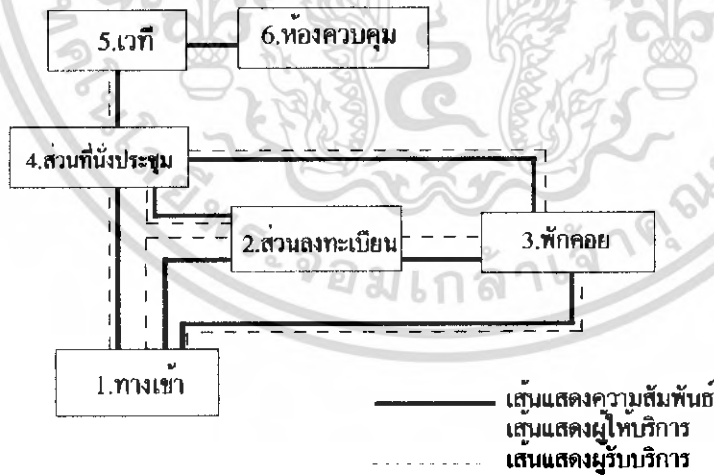 5.เวที
6.ห้องควบคุม
4.ส่วนที่นั่งประชุม
2.ส่วนลงทะเบียน
3.พักคอย
1.ทางเข้า
เส้นแสดงความสัมพันธ์
เส้นแสดงผู้ให้บริการ
เส้นแสดงผู้รับบริการ